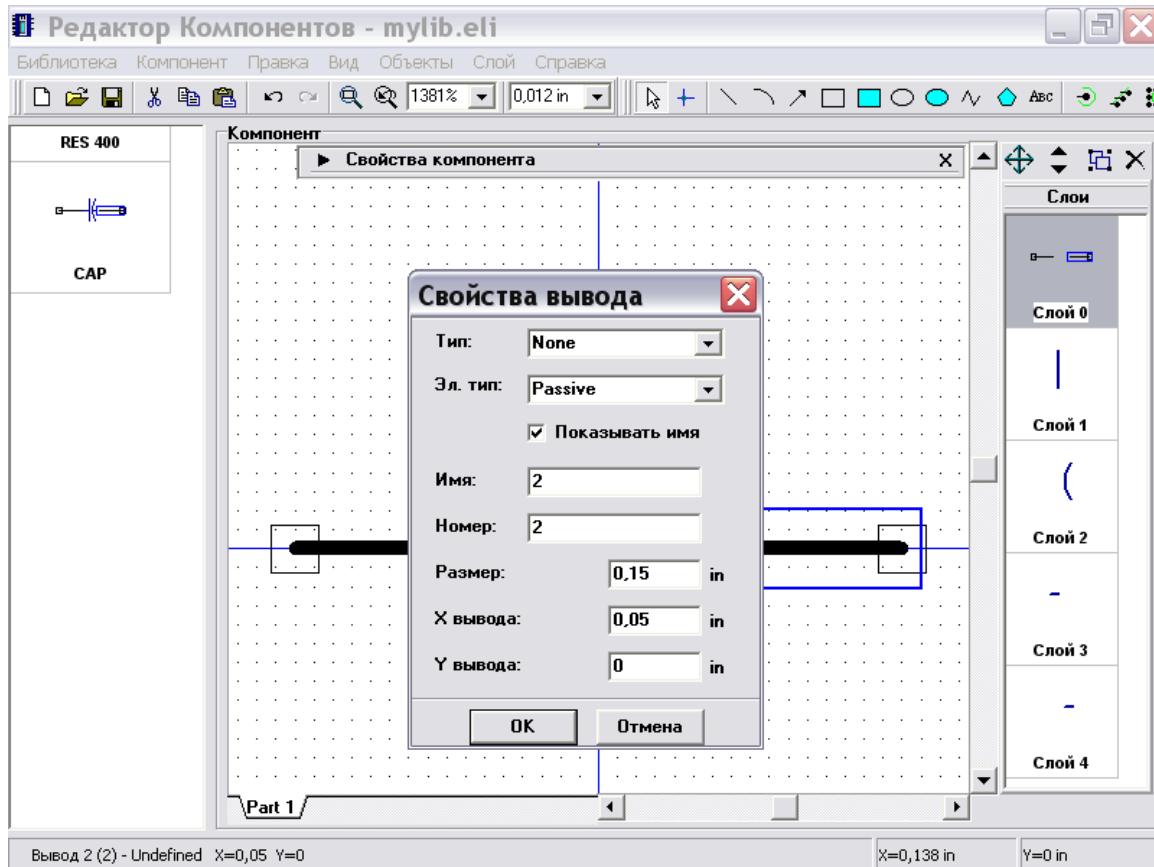 Редактор Компонентов - mylib.eli
Библиотека Компонент Правка Вид Объекты Слой Справка
1381% 0,012 in ABC
RES 400
CAP
Компонент
Свойства компонента
Слои
Слой 0
Слой 1
Слой 2
Слой 3
Слой 4
Свойства вывода
Тип: None
Эл. тип: Passive
Показывать имя
Имя: 2
Номер: 2
Размер: 0,15 in
X вывода: 0,05 in
Y вывода: 0 in
OK Отмена
Part 1
Вывод 2 (2) - Undefined X=0,05 Y=0 X=0,138 in Y=0 in